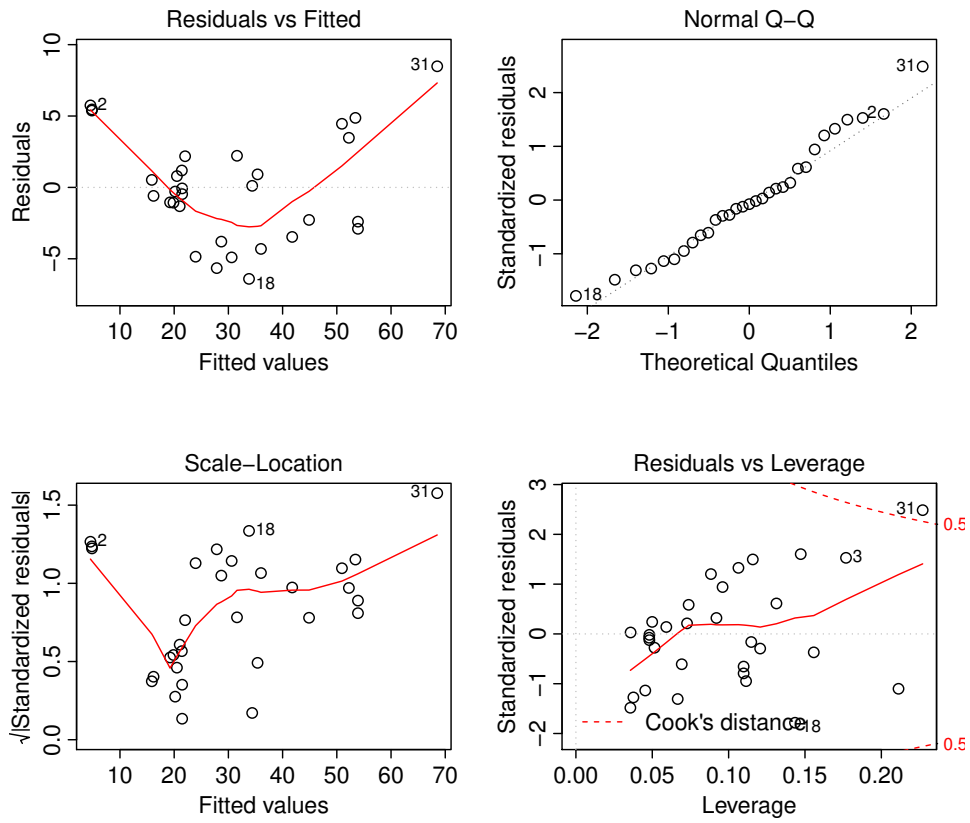 Residuals vs Fitted
Residuals
10
5
0
−5
31
2
18
10 20 30 40 50 60 70
Fitted values
Normal Q−Q
Standardized residuals
2
1
0
−1
31
2
18
−2 −1 0 1 2
Theoretical Quantiles
Scale−Location
√|Standardized residuals|
1.5
1.0
0.5
0.0
31
2
18
10 20 30 40 50 60 70
Fitted values
Residuals vs Leverage
Standardized residuals
3
2
1
0
−1
−2
31
0.5
3
Cook's distance
18
0.5
0.00 0.05 0.10 0.15 0.20
Leverage